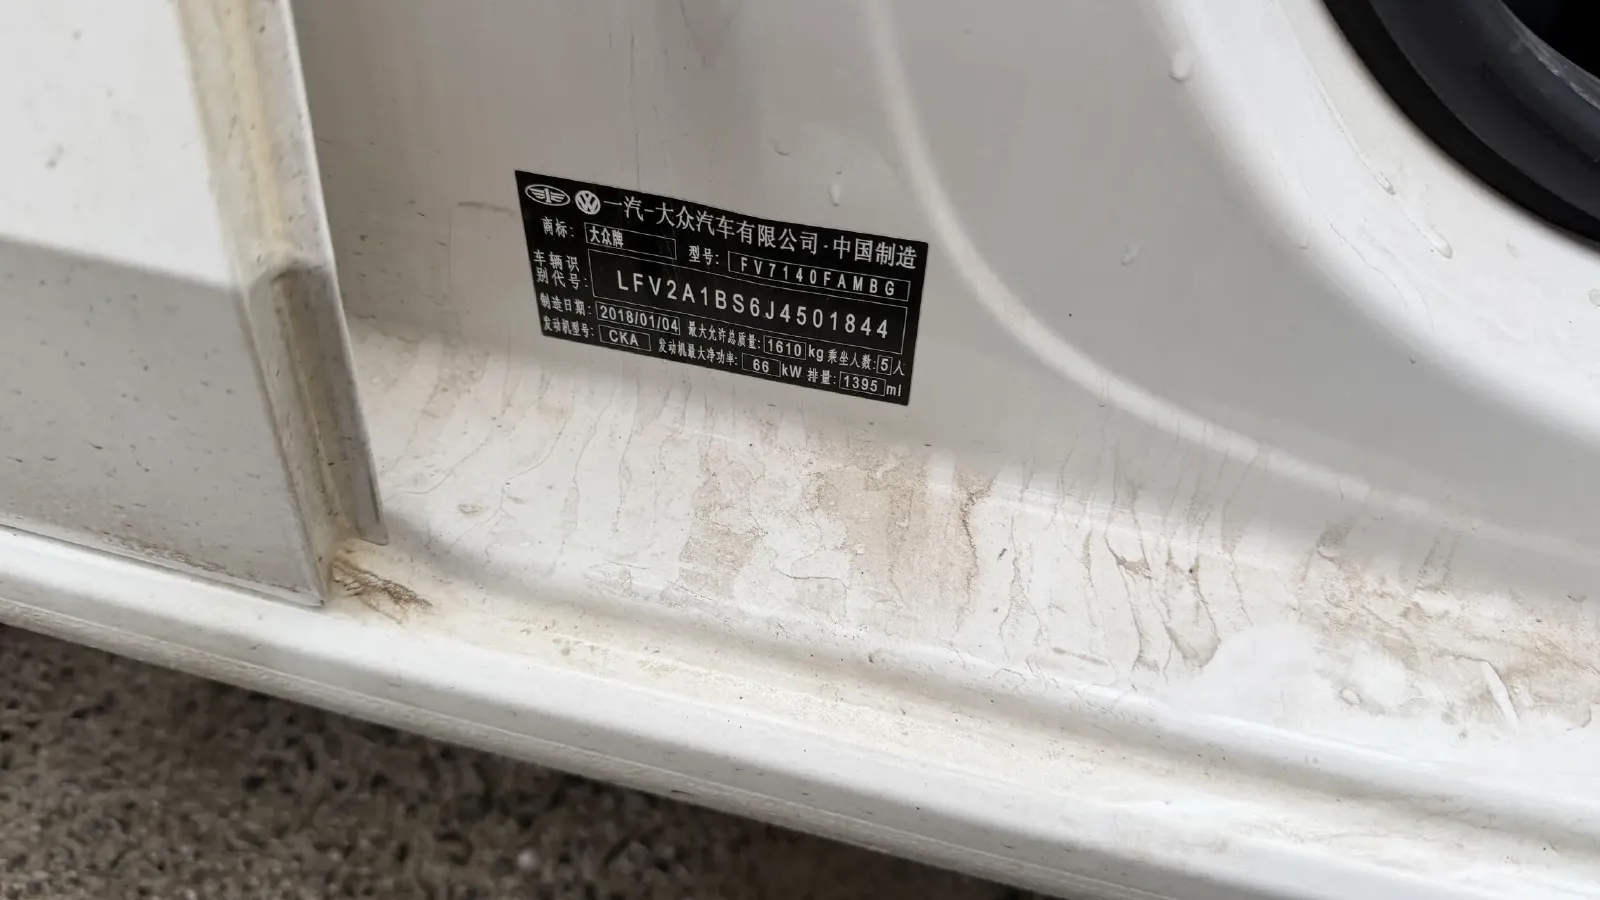 一汽-大众汽车有限公司·中国制造
商标: 大众牌 型号: FV7140FAMBG
车辆识别代号: LFV2A1BS6J4501844
制造日期: 2018/01/04 最大允许总质量: 1610 kg 乘坐人数: 5 人
发动机型号: CKA 发动机最大净功率: 66 kW 排量: 1395 ml